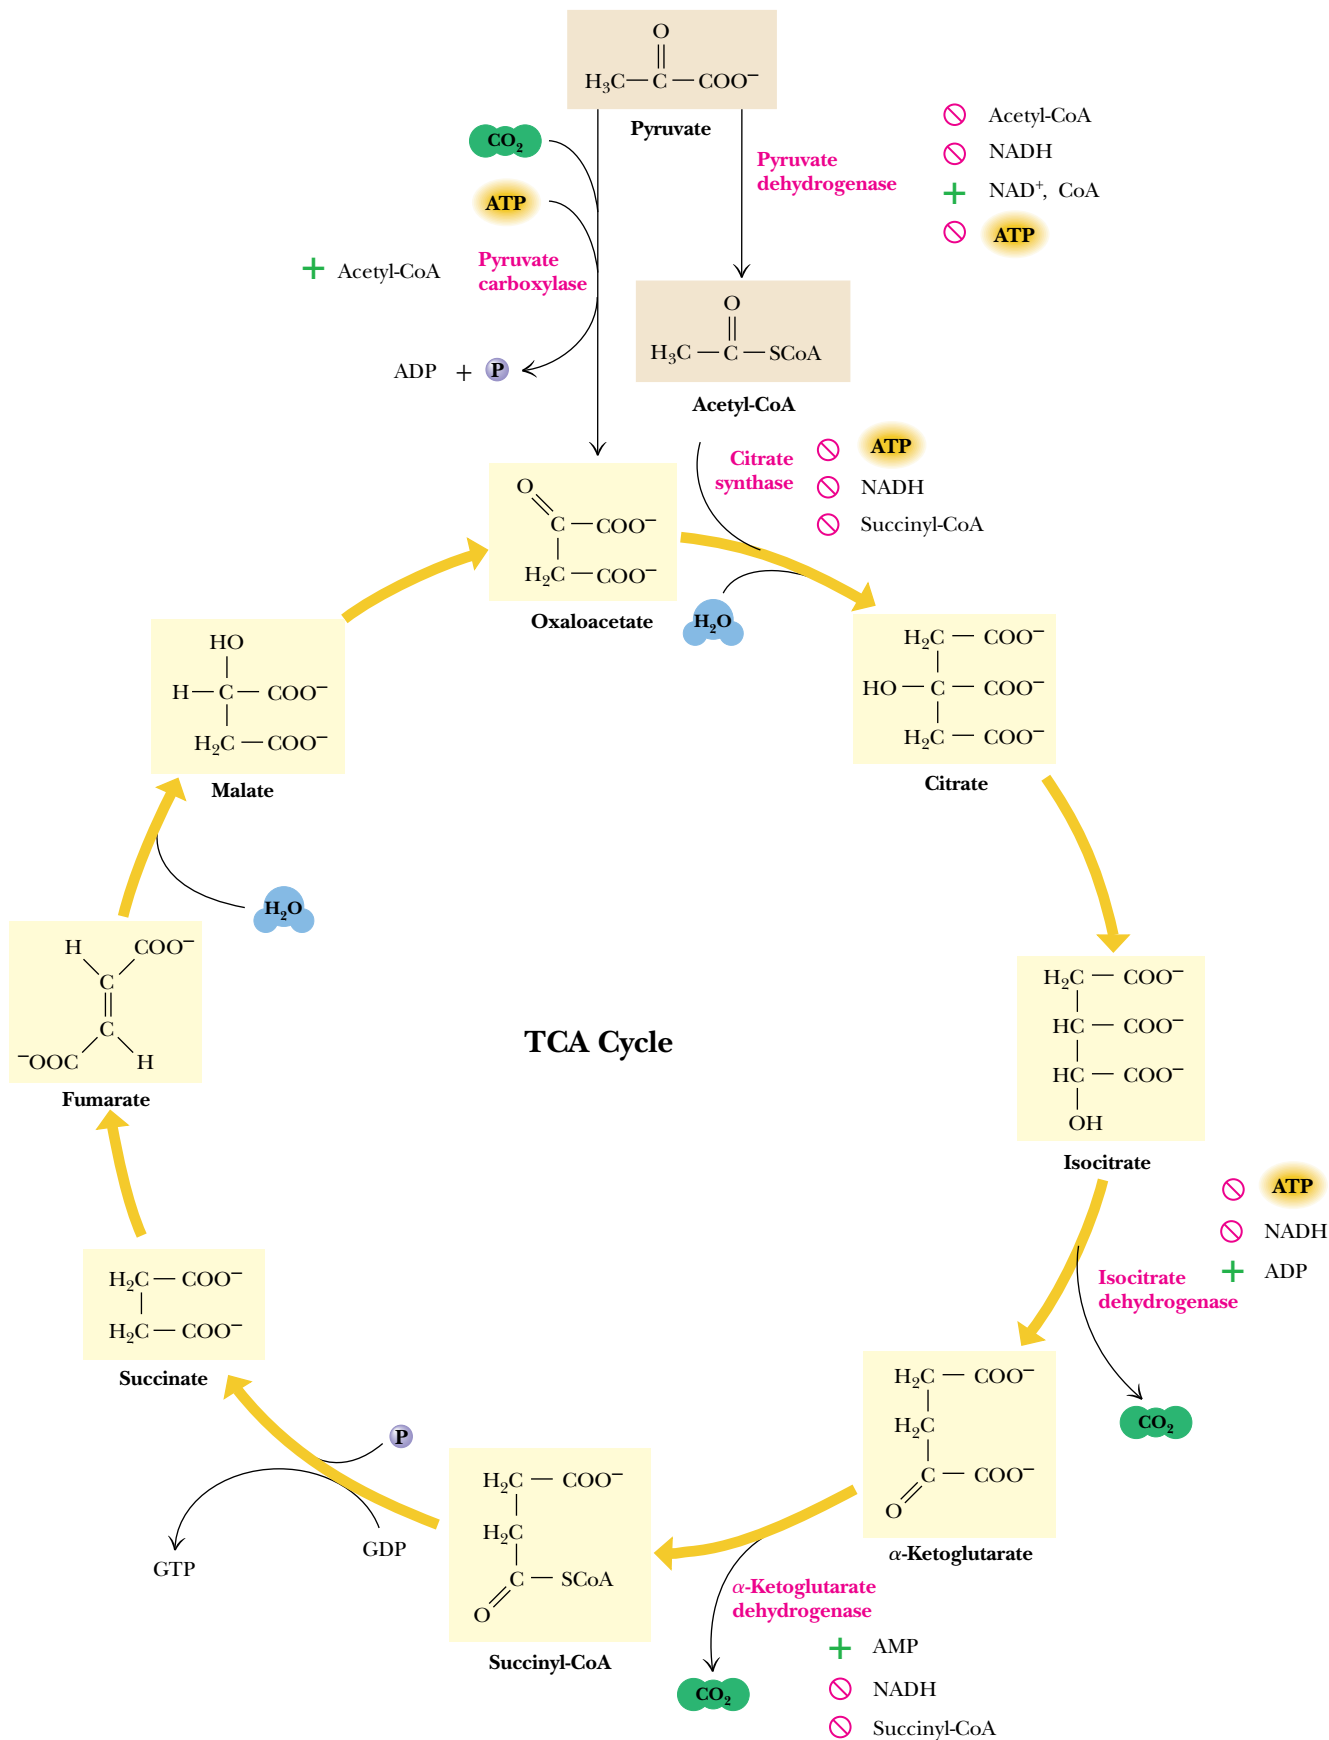 O
H₃C—C—COO⁻
Pyruvate
CO₂
ATP
Pyruvate
dehydrogenase
Acetyl-CoA
NADH
+ NAD⁺, CoA
ATP
+ Acetyl-CoA
Pyruvate
carboxylase
ADP + P
O
H₃C—C—SCoA
Acetyl-CoA
Citrate
synthase
ATP
NADH
Succinyl-CoA
O
C—COO⁻
H₂C—COO⁻
Oxaloacetate
H₂O
HO
H—C—COO⁻
H₂C—COO⁻
Malate
H₂C—COO⁻
HO—C—COO⁻
H₂C—COO⁻
Citrate
H₂O
H COO⁻
C
C
⁻OOC H
Fumarate
TCA Cycle
H₂C—COO⁻
HC—COO⁻
HC—COO⁻
OH
Isocitrate
ATP
NADH
+ ADP
Isocitrate
dehydrogenase
CO₂
H₂C—COO⁻
H₂C—COO⁻
Succinate
P
GDP
GTP
H₂C—COO⁻
H₂C
C—COO⁻
O
α-Ketoglutarate
H₂C—COO⁻
H₂C
C—SCoA
O
Succinyl-CoA
α-Ketoglutarate
dehydrogenase
+ AMP
NADH
Succinyl-CoA
CO₂